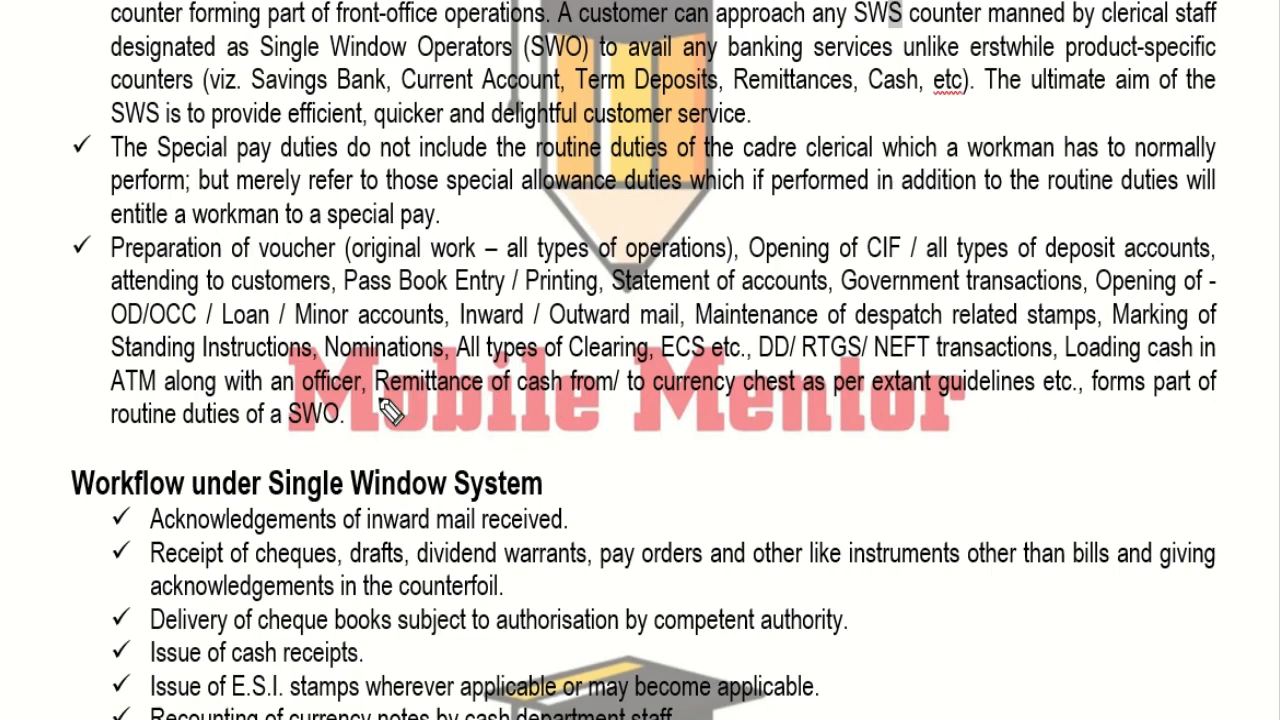 counter forming part of front-office operations. A customer can approach any SWS counter manned by clerical staff
designated as Single Window Operators (SWO) to avail any banking services unlike erstwhile product-specific
counters (viz. Savings Bank, Current Account, Term Deposits, Remittances, Cash, etc). The ultimate aim of the
SWS is to provide efficient, quicker and delightful customer service.
✓ The Special pay duties do not include the routine duties of the cadre clerical which a workman has to normally
perform; but merely refer to those special allowance duties which if performed in addition to the routine duties will
entitle a workman to a special pay.
✓ Preparation of voucher (original work – all types of operations), Opening of CIF / all types of deposit accounts,
attending to customers, Pass Book Entry / Printing, Statement of accounts, Government transactions, Opening of -
OD/OCC / Loan / Minor accounts, Inward / Outward mail, Maintenance of despatch related stamps, Marking of
Standing Instructions, Nominations, All types of Clearing, ECS etc., DD/ RTGS/ NEFT transactions, Loading cash in
ATM along with an officer, Remittance of cash from/ to currency chest as per extant guidelines etc., forms part of
routine duties of a SWO.
Mobile Mentor
Workflow under Single Window System
✓ Acknowledgements of inward mail received.
✓ Receipt of cheques, drafts, dividend warrants, pay orders and other like instruments other than bills and giving
acknowledgements in the counterfoil.
✓ Delivery of cheque books subject to authorisation by competent authority.
✓ Issue of cash receipts.
✓ Issue of E.S.I. stamps wherever applicable or may become applicable.
✓ Recounting of currency notes by cash department staff.